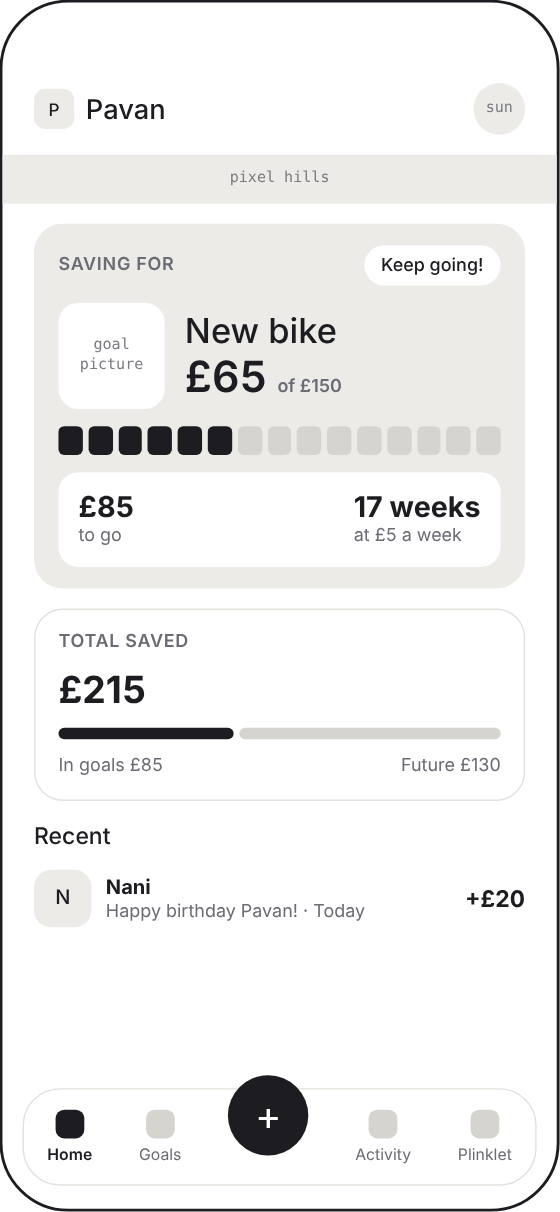 P Pavan
sun
pixel hills
SAVING FOR
Keep going!
goal
picture
New bike
£65 of £150
£85
to go
17 weeks
at £5 a week
TOTAL SAVED
£215
In goals £85
Future £130
Recent
N
Nani
Happy birthday Pavan! · Today
+£20
+
Home
Goals
Activity
Plinklet